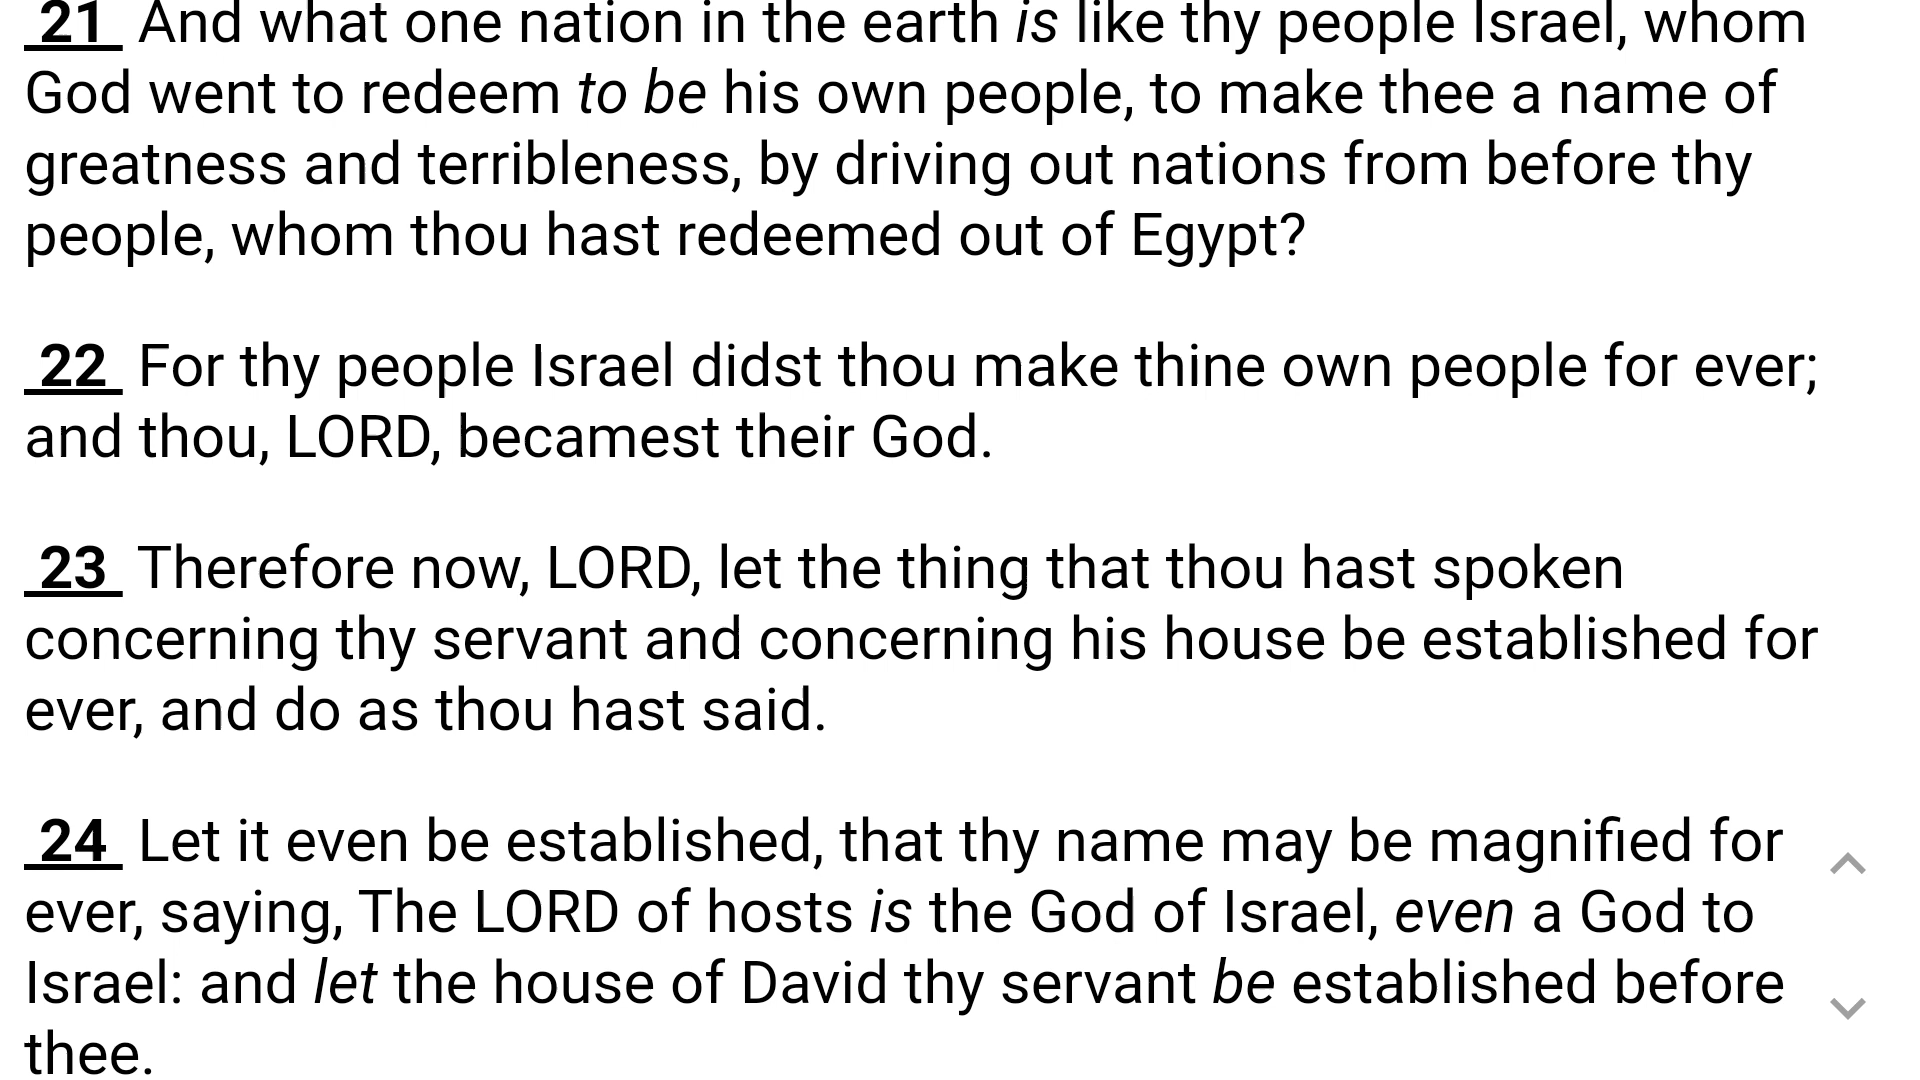 21 And what one nation in the earth is like thy people Israel, whom
God went to redeem to be his own people, to make thee a name of
greatness and terribleness, by driving out nations from before thy
people, whom thou hast redeemed out of Egypt?
22 For thy people Israel didst thou make thine own people for ever;
and thou, LORD, becamest their God.
23 Therefore now, LORD, let the thing that thou hast spoken
concerning thy servant and concerning his house be established for
ever, and do as thou hast said.
24 Let it even be established, that thy name may be magnified for
ever, saying, The LORD of hosts is the God of Israel, even a God to
Israel: and let the house of David thy servant be established before
thee.